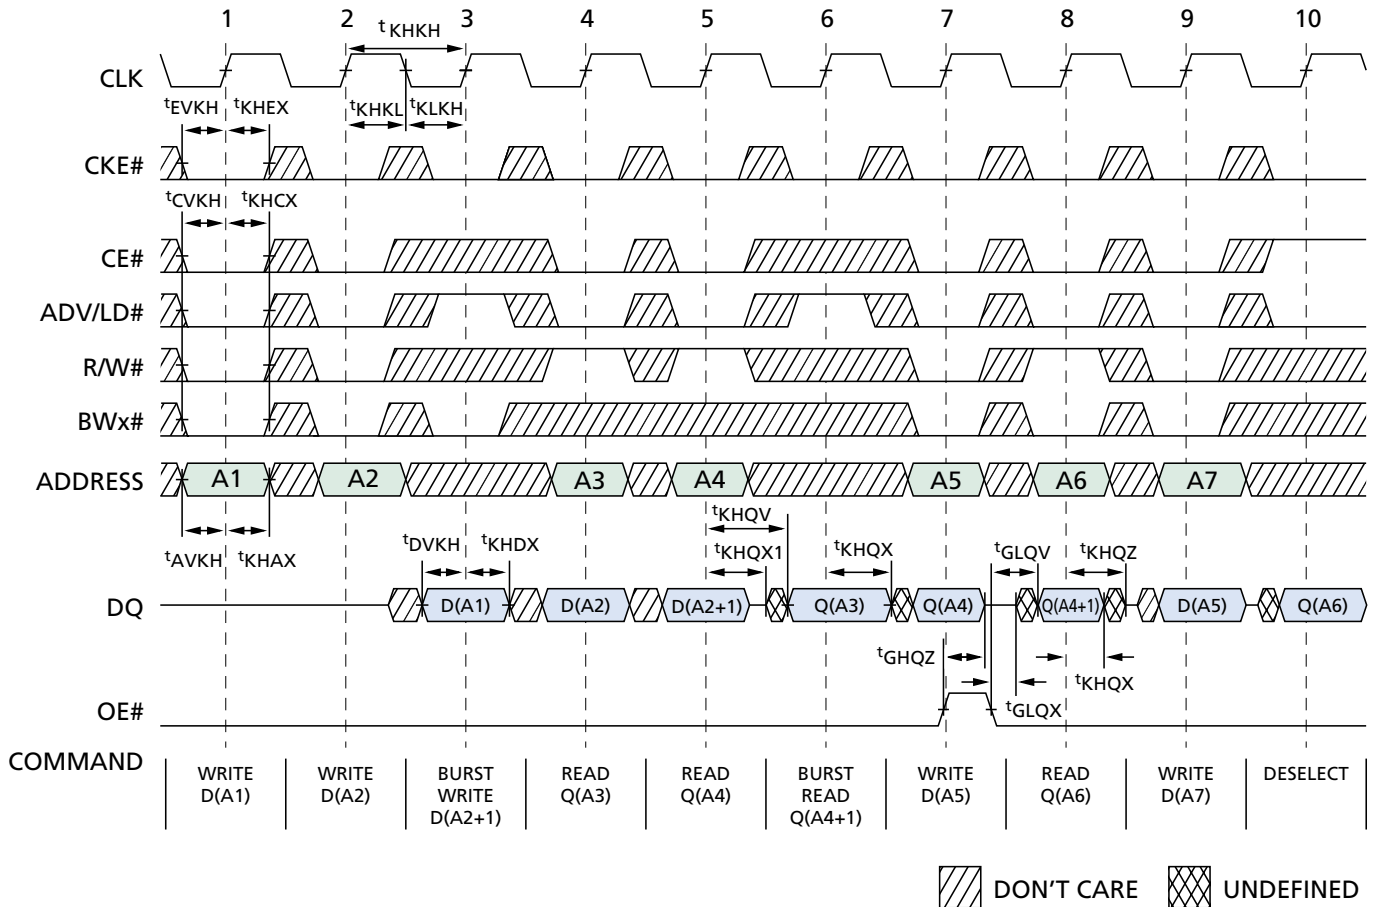 1 2 3 4 5 6 7 8 9 10
tKHKH
CLK
tEVKH tKHEX tKHKL tKLKH
CKE#
tCVKH tKHCX
CE#
ADV/LD#
R/W#
BWx#
ADDRESS A1 A2 A3 A4 A5 A6 A7
tKHQV
tAVKH tKHAX tDVKH tKHDX tKHQX1 tKHQX tGLQV tKHQZ
DQ D(A1) D(A2) D(A2+1) Q(A3) Q(A4) Q(A4+1) D(A5) Q(A6)
tGHQZ tKHQX
tGLQX
OE#
COMMAND
WRITE WRITE BURST READ READ BURST WRITE READ WRITE DESELECT
D(A1) D(A2) WRITE Q(A3) Q(A4) READ D(A5) Q(A6) D(A7)
D(A2+1) Q(A4+1)
DON'T CARE UNDEFINED